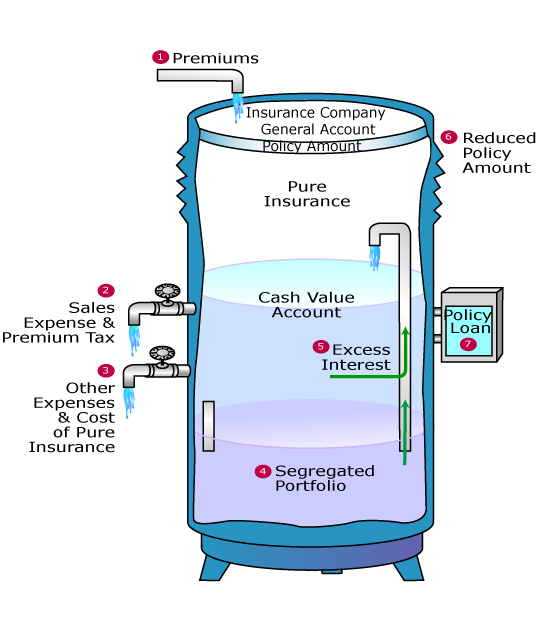 1 Premiums
Insurance Company
General Account
Policy Amount
6 Reduced
Policy
Amount
Pure
Insurance
2
Sales
Expense &
Premium Tax
Cash Value
Account
Policy
Loan
7
5 Excess
Interest
3
Other
Expenses
& Cost
of Pure
Insurance
4 Segregated
Portfolio